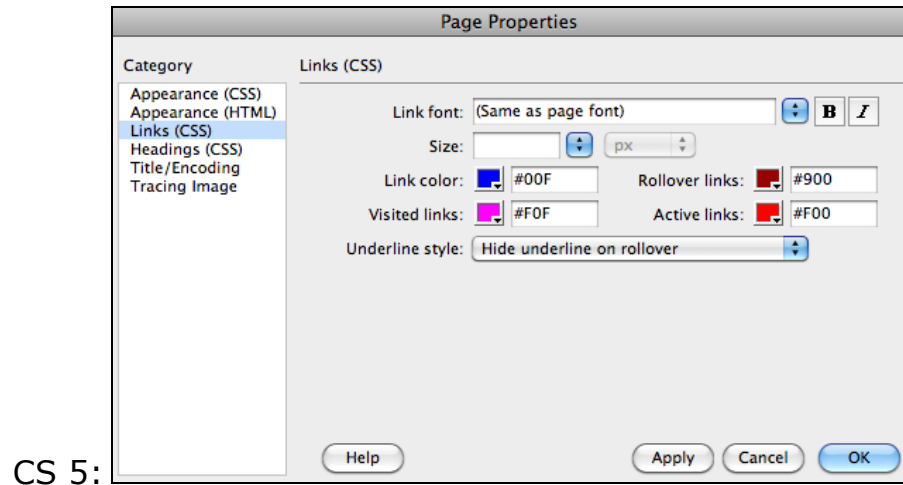 Page Properties
Category
Links (CSS)
Appearance (CSS)
Appearance (HTML)
Links (CSS)
Headings (CSS)
Title/Encoding
Tracing Image
Link font: (Same as page font) B I
Size: px
Link color: #00F Rollover links: #900
Visited links: #F0F Active links: #F00
Underline style: Hide underline on rollover
Help Apply Cancel OK
CS 5: